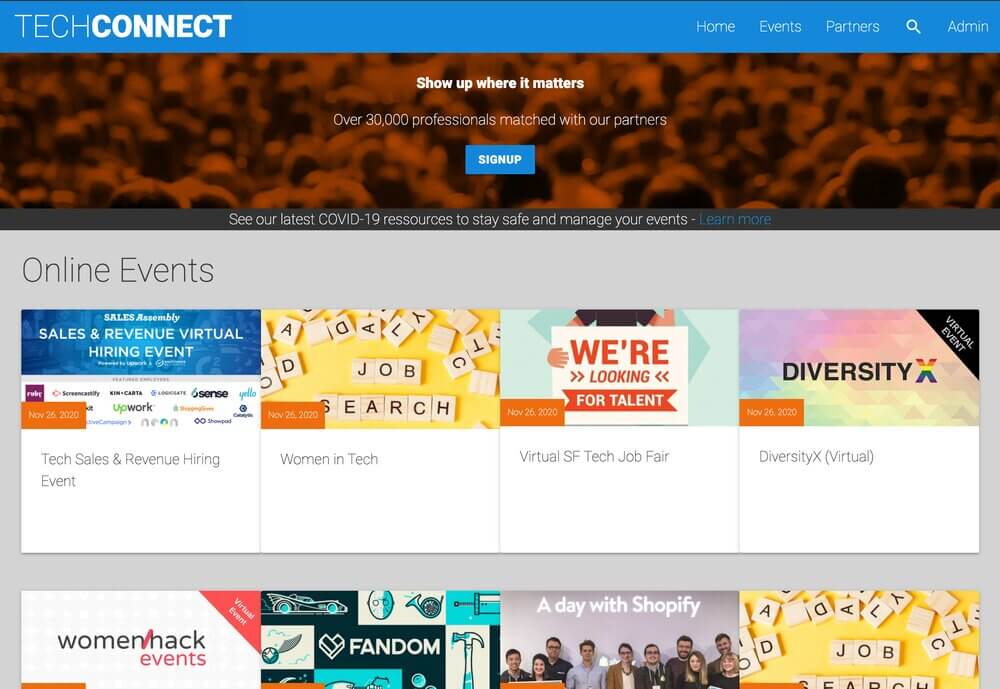 TECHCONNECT
Home Events Partners Admin
Show up where it matters
Over 30,000 professionals matched with our partners
SIGNUP
See our latest COVID-19 ressources to stay safe and manage your events - Learn more
Online Events
SALES Assembly
SALES & REVENUE VIRTUAL
HIRING EVENT
Powered by Upwork &
FEATURED EMPLOYERS
Screencastify KIN+CARTA LOGICGATE 6sense yello
Upwork ShoppingGives Catalytic
ctiveCampaign Showpad
Nov 26, 2020
Tech Sales & Revenue Hiring
Event
JOB
SEARCH
Nov 26, 2020
Women in Tech
WE'RE
>> LOOKING <<
FOR TALENT
Nov 26, 2020
Virtual SF Tech Job Fair
VIRTUAL
EVENT
DIVERSITYX
Nov 26, 2020
DiversityX (Virtual)
Virtual
Event
women/hack
events
FANDOM
A day with Shopify
JOB
SEARCH